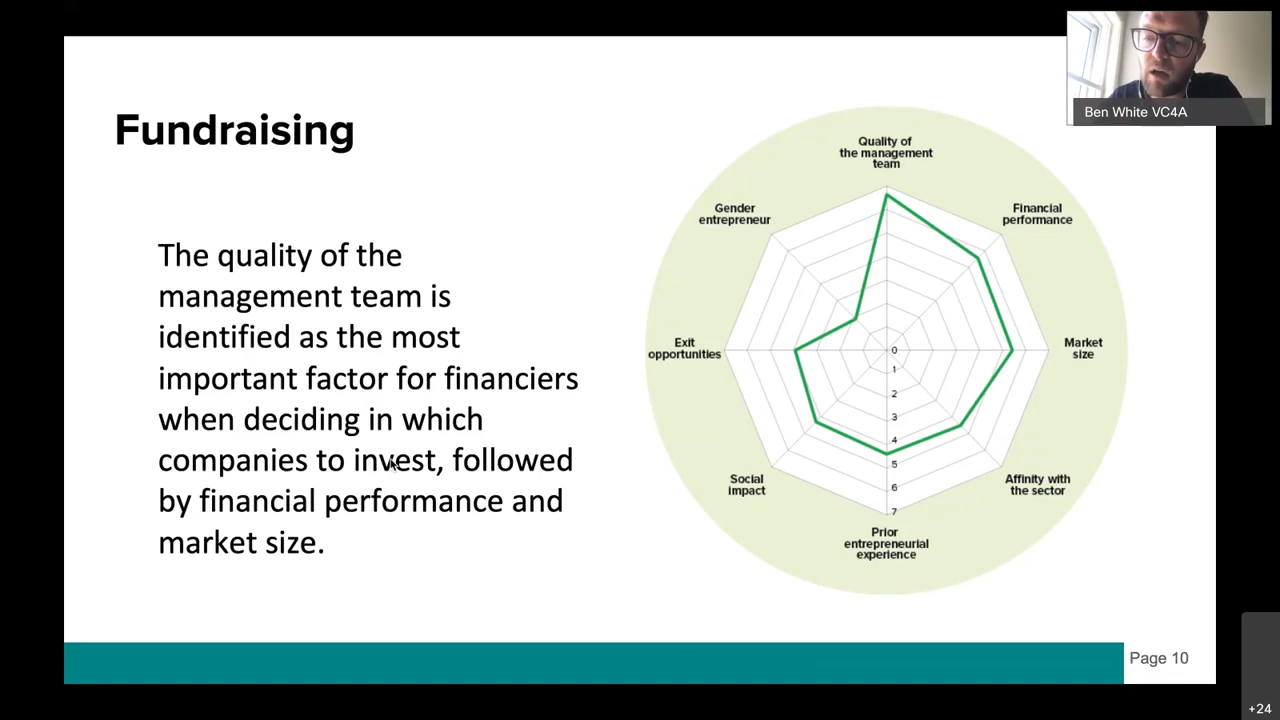 Ben White VC4A
Fundraising
The quality of the
management team is
identified as the most
important factor for financiers
when deciding in which
companies to invest, followed
by financial performance and
market size.
Quality of
the management
team
Financial
performance
Market
size
Affinity with
the sector
Prior
entrepreneurial
experience
Social
impact
Exit
opportunities
Gender
entrepreneur
0
1
2
3
4
5
6
7
Page 10
+24